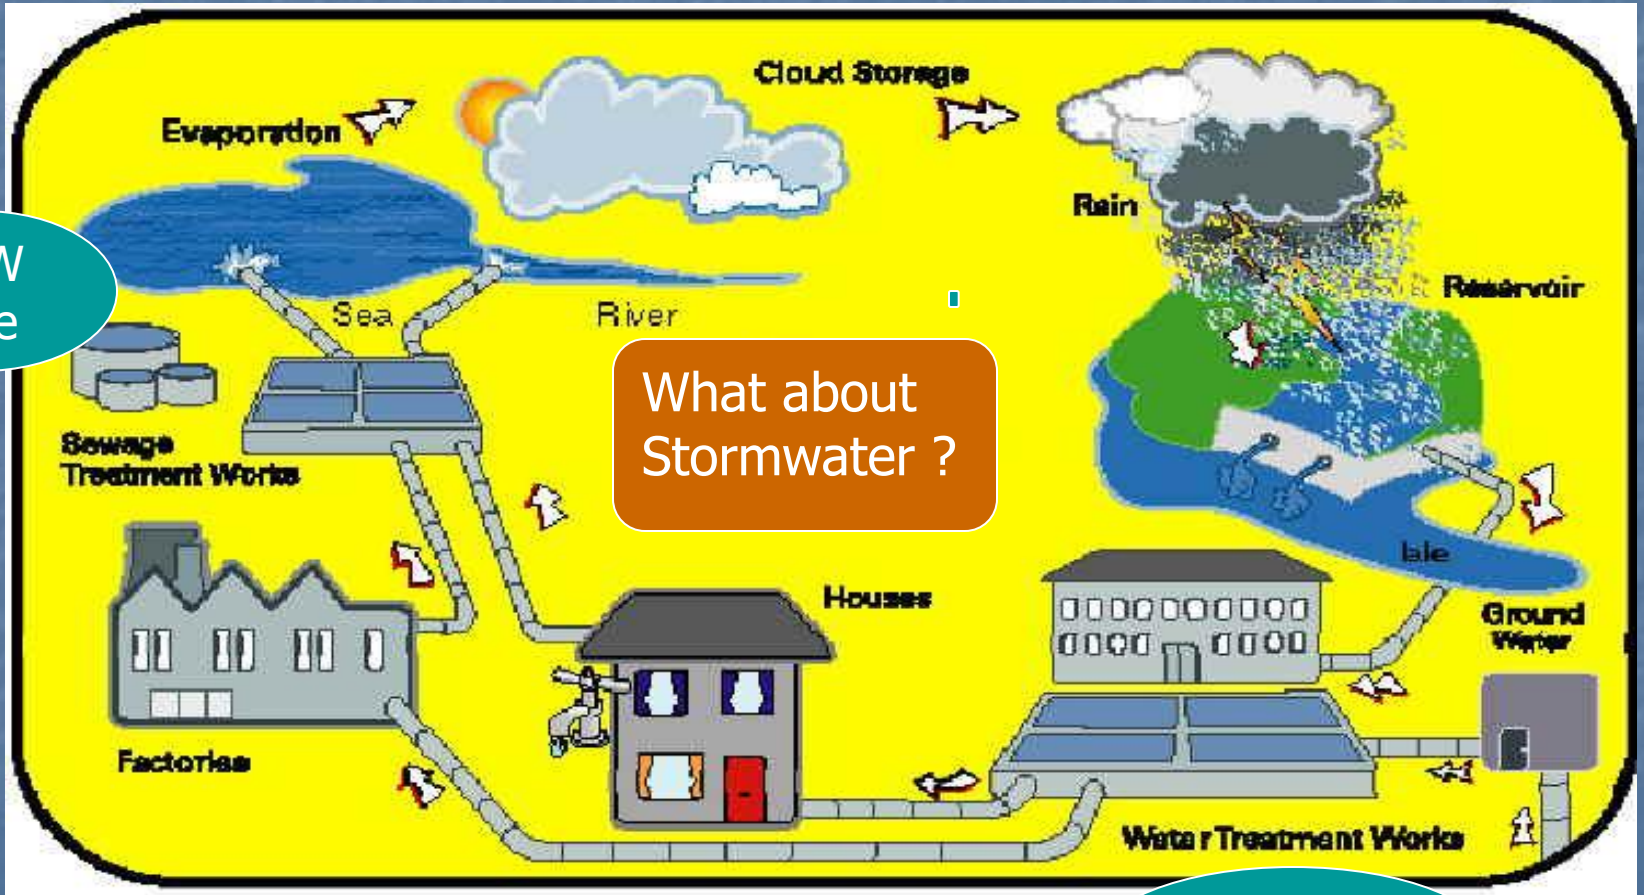 Cloud Storage
Evaporation
Rain
Reservoir
W
e
Sea
River
What about
Stormwater ?
Sewage
Treatment Works
Houses
Ground
Water
Factories
Water Treatment Works